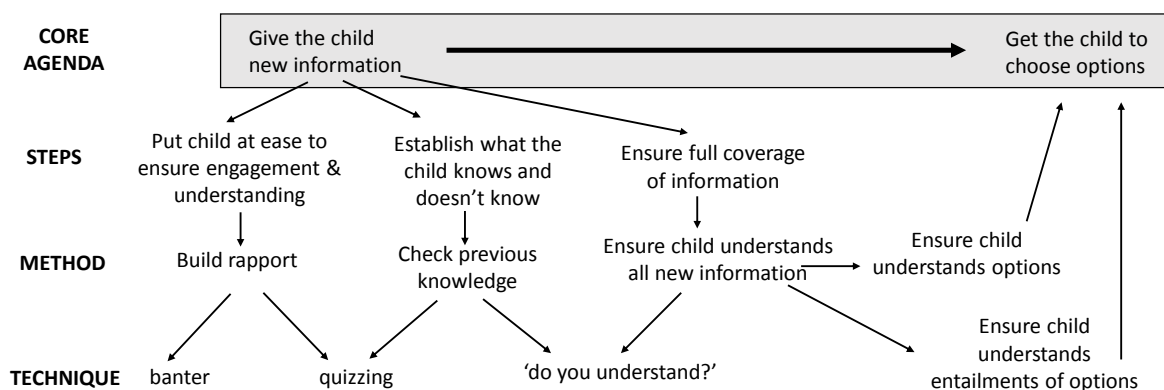 CORE
AGENDA
Give the child
new information
Get the child to
choose options
STEPS
Put child at ease to
ensure engagement &
understanding
Establish what the
child knows and
doesn't know
Ensure full coverage
of information
METHOD
Build rapport
Check previous
knowledge
Ensure child understands
all new information
Ensure child
understands options
TECHNIQUE
banter
quizzing
'do you understand?'
Ensure child
understands
entailments of options